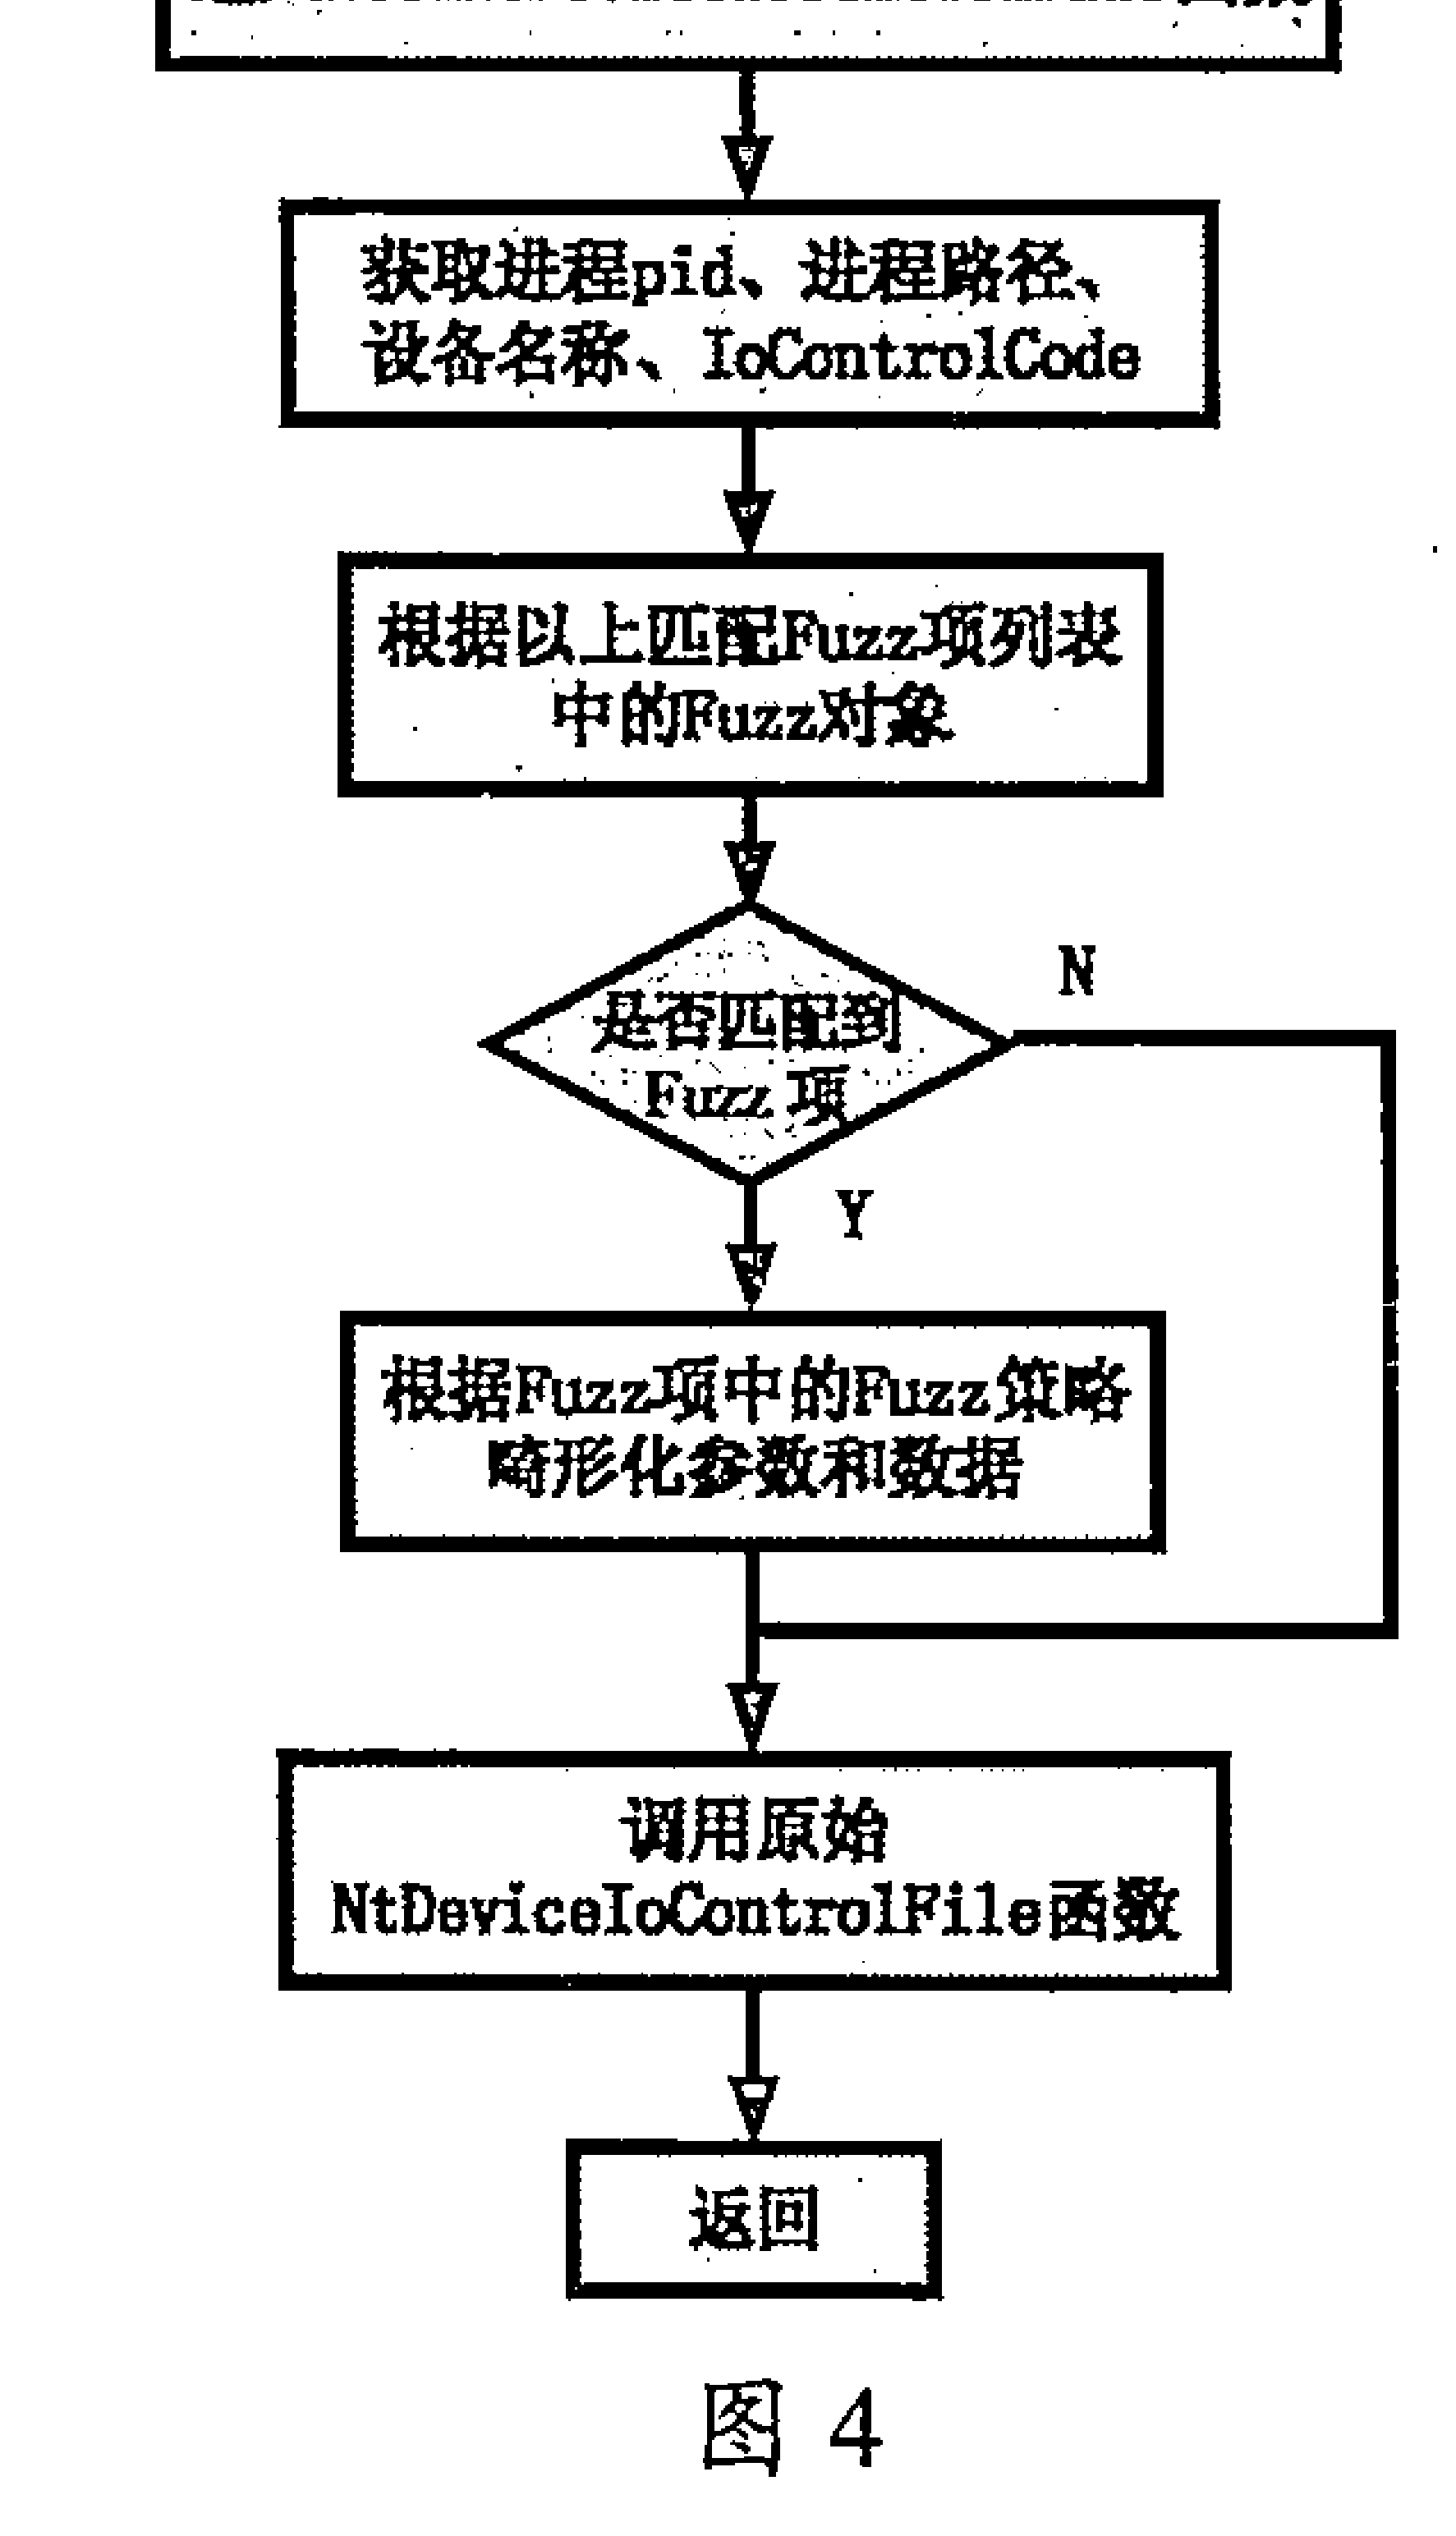 获取进程pid、进程路径、
设备名称、IoControlCode
根据以上匹配Fuzz项列表
中的Fuzz对象
是否匹配到
Fuzz 项
N
Y
根据Fuzz项中的Fuzz策略
畸形化参数和数据
调用原始
NtDeviceIoControlFile函数
返回
图 4